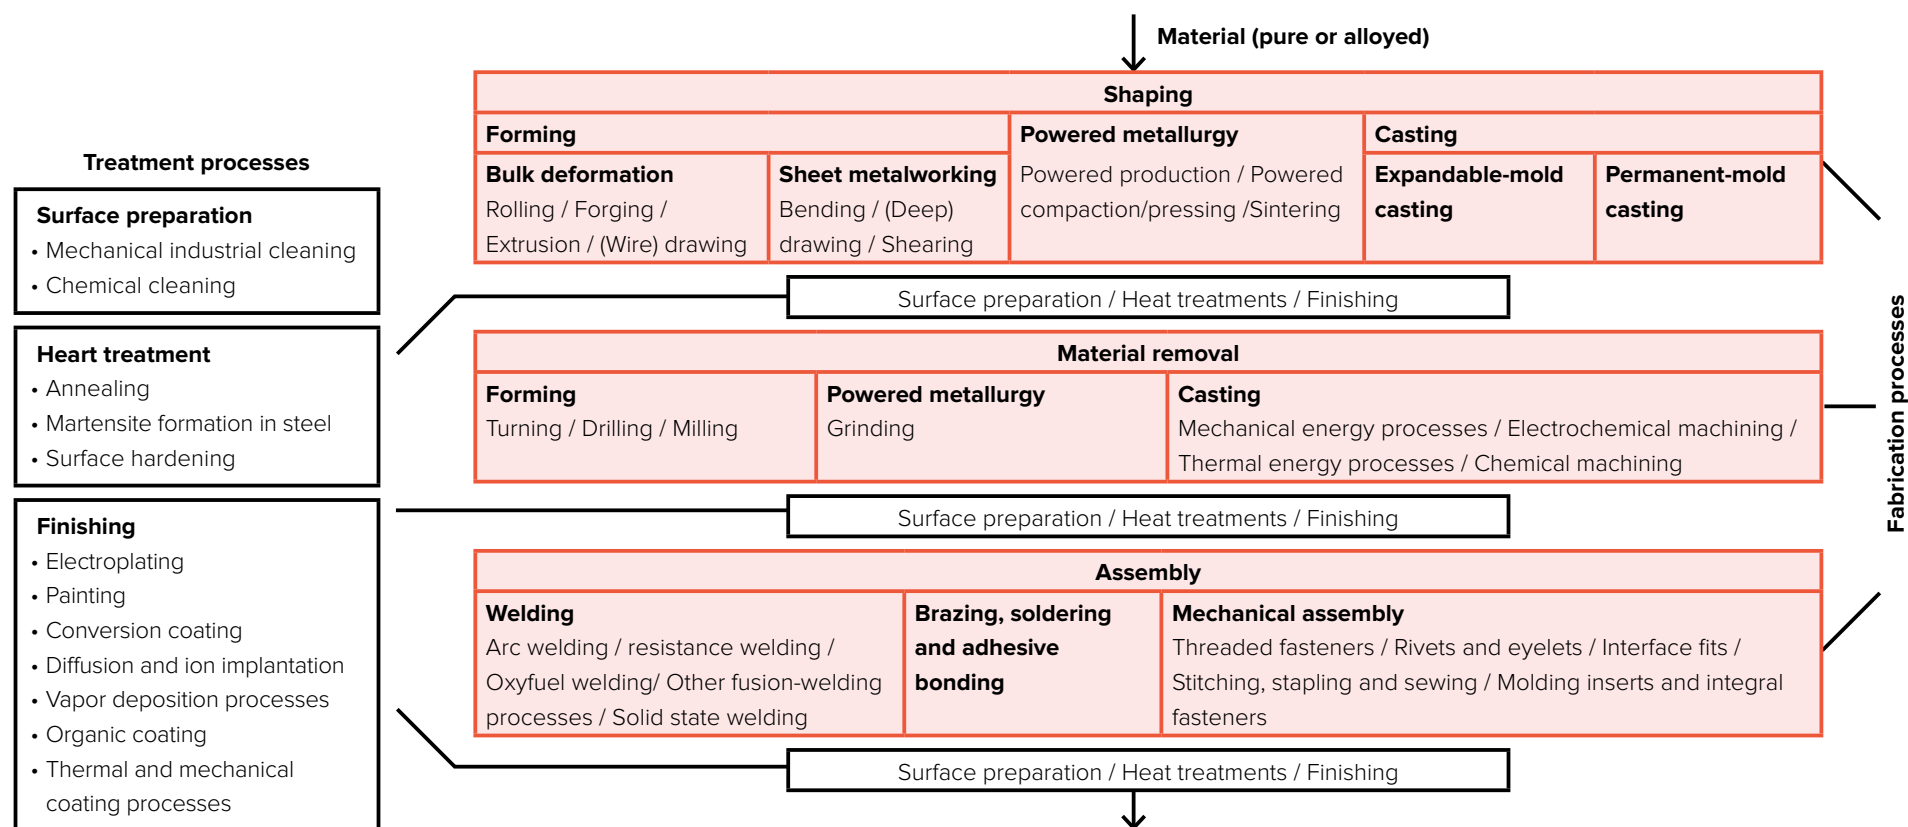 Material (pure or alloyed)
Shaping
Forming
Bulk deformation
Rolling / Forging /
Extrusion / (Wire) drawing
Sheet metalworking
Bending / (Deep)
drawing / Shearing
Powered metallurgy
Powered production / Powered
compaction/pressing /Sintering
Casting
Expandable-mold
casting
Permanent-mold
casting
Surface preparation / Heat treatments / Finishing
Material removal
Forming
Turning / Drilling / Milling
Powered metallurgy
Grinding
Casting
Mechanical energy processes / Electrochemical machining /
Thermal energy processes / Chemical machining
Surface preparation / Heat treatments / Finishing
Assembly
Welding
Arc welding / resistance welding /
Oxyfuel welding/ Other fusion-welding
processes / Solid state welding
Brazing, soldering
and adhesive
bonding
Mechanical assembly
Threaded fasteners / Rivets and eyelets / Interface fits /
Stitching, stapling and sewing / Molding inserts and integral
fasteners
Surface preparation / Heat treatments / Finishing
Treatment processes
Surface preparation
• Mechanical industrial cleaning
• Chemical cleaning
Heart treatment
• Annealing
• Martensite formation in steel
• Surface hardening
Finishing
• Electroplating
• Painting
• Conversion coating
• Diffusion and ion implantation
• Vapor deposition processes
• Organic coating
• Thermal and mechanical
coating processes
Fabrication processes